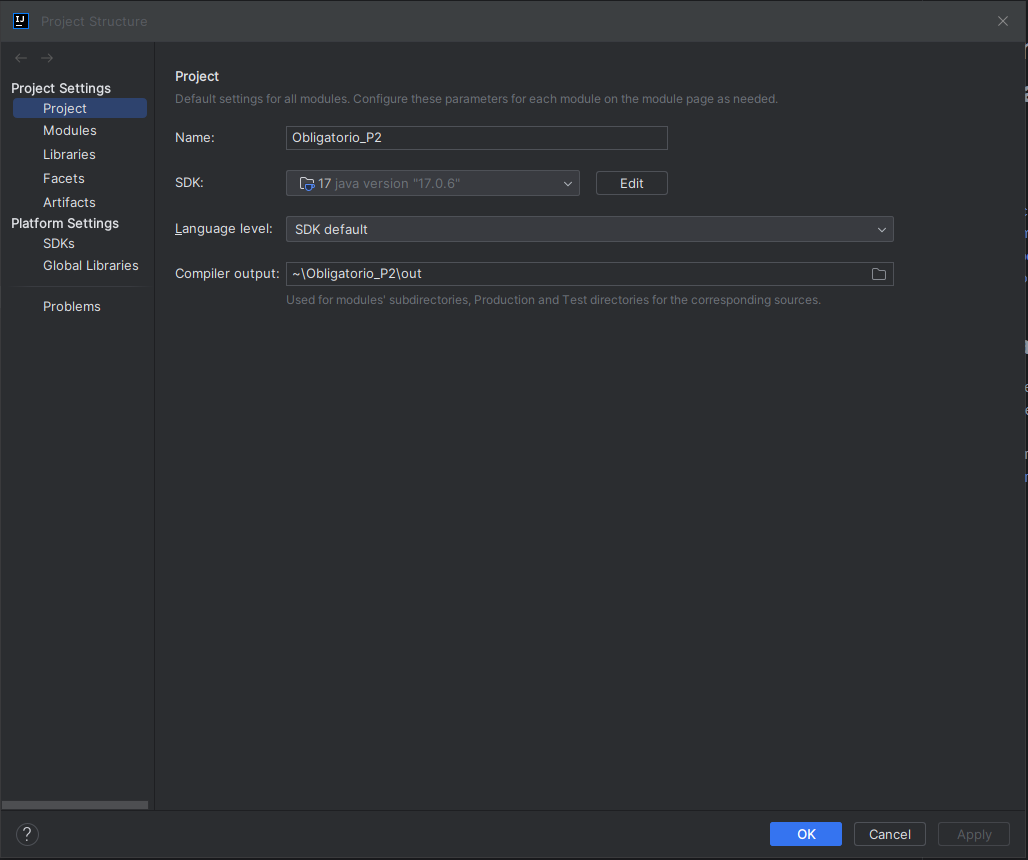 IJ
Project Structure
Project Settings
Project
Modules
Libraries
Facets
Artifacts
Platform Settings
SDKs
Global Libraries
Problems
Project
Default settings for all modules. Configure these parameters for each module on the module page as needed.
Name: Obligatorio_P2
SDK: 17 java version "17.0.6" Edit
Language level: SDK default
Compiler output: ~\Obligatorio_P2\out
Used for modules' subdirectories, Production and Test directories for the corresponding sources.
? OK Cancel Apply